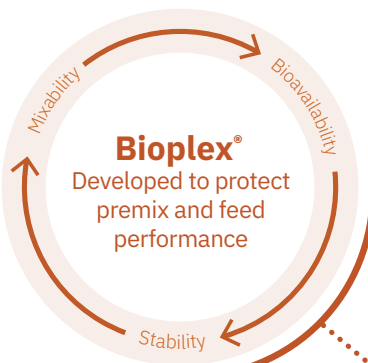 Mixability
Bioavailability
Bioplex®
Developed to protect
premix and feed
performance
Stability